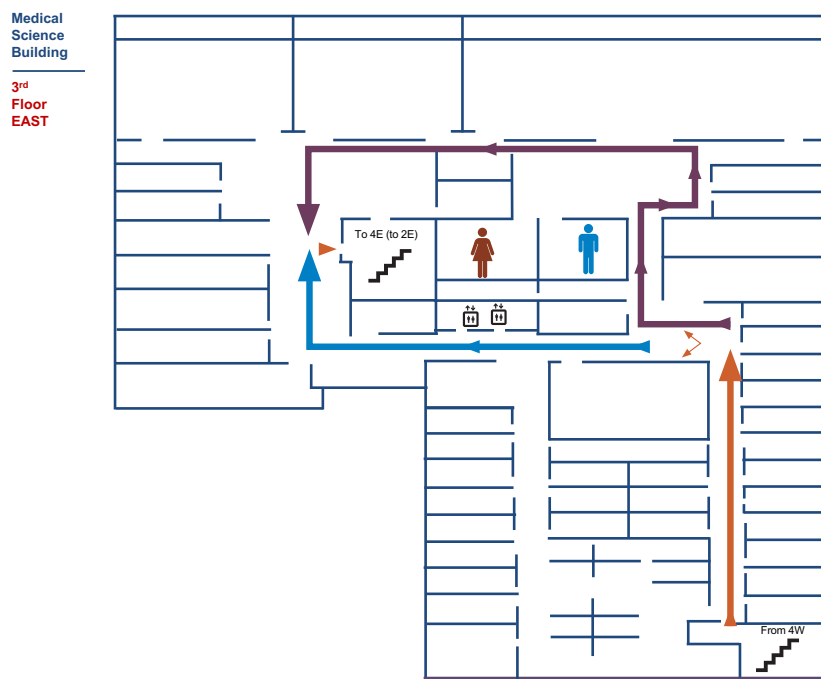 Medical
Science
Building
3rd
Floor
EAST
To 4E (to 2E)
From 4W